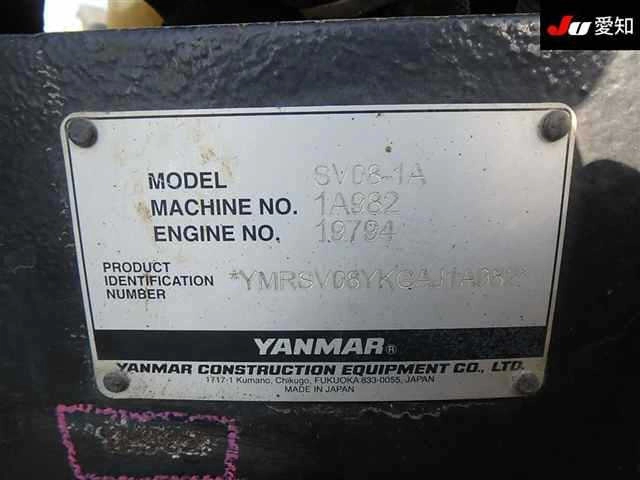 JU 愛知
MODEL SV08-1A
MACHINE NO. 1A982
ENGINE NO. 19794
PRODUCT
IDENTIFICATION
NUMBER
YANMAR®
YANMAR CONSTRUCTION EQUIPMENT CO., LTD.
1717-1 Kumano, Chikugo, FUKUOKA 833-0055, JAPAN
MADE IN JAPAN